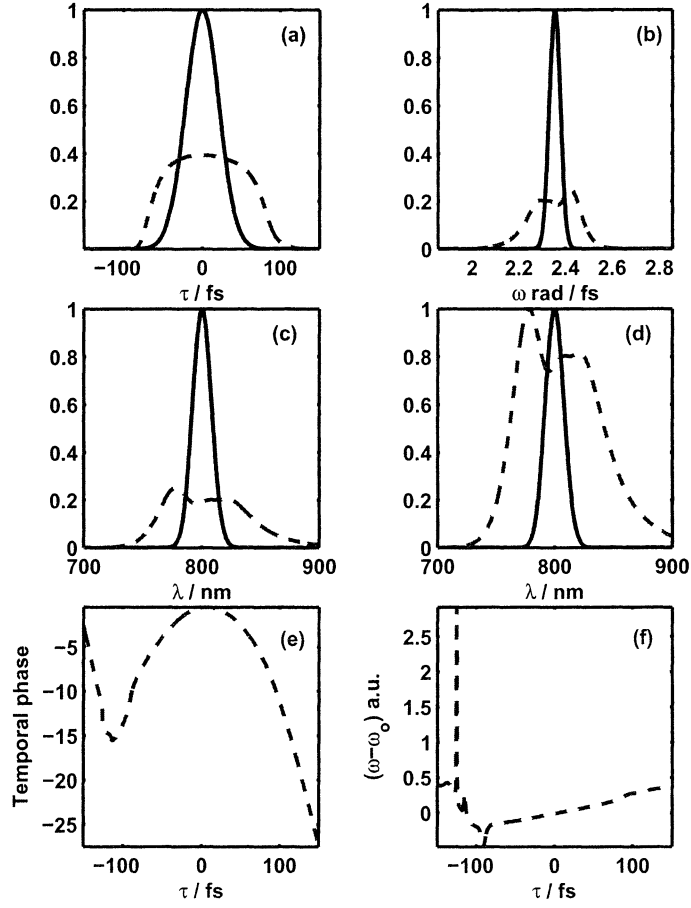 1 (a) 1 (b)
0.8 0.8
0.6 0.6
0.4 0.4
0.2 0.2
0 0
−100 0 100 2 2.2 2.4 2.6 2.8
τ / fs ω rad / fs
1 (c) 1 (d)
0.8 0.8
0.6 0.6
0.4 0.4
0.2 0.2
0 0
700 800 900 700 800 900
λ / nm λ / nm
Temporal phase
−5 (e)
−10
−15
−20
−25
−100 0 100
τ / fs
(ω−ωo) a.u.
2.5 (f)
2
1.5
1
0.5
0
−100 0 100
τ / fs